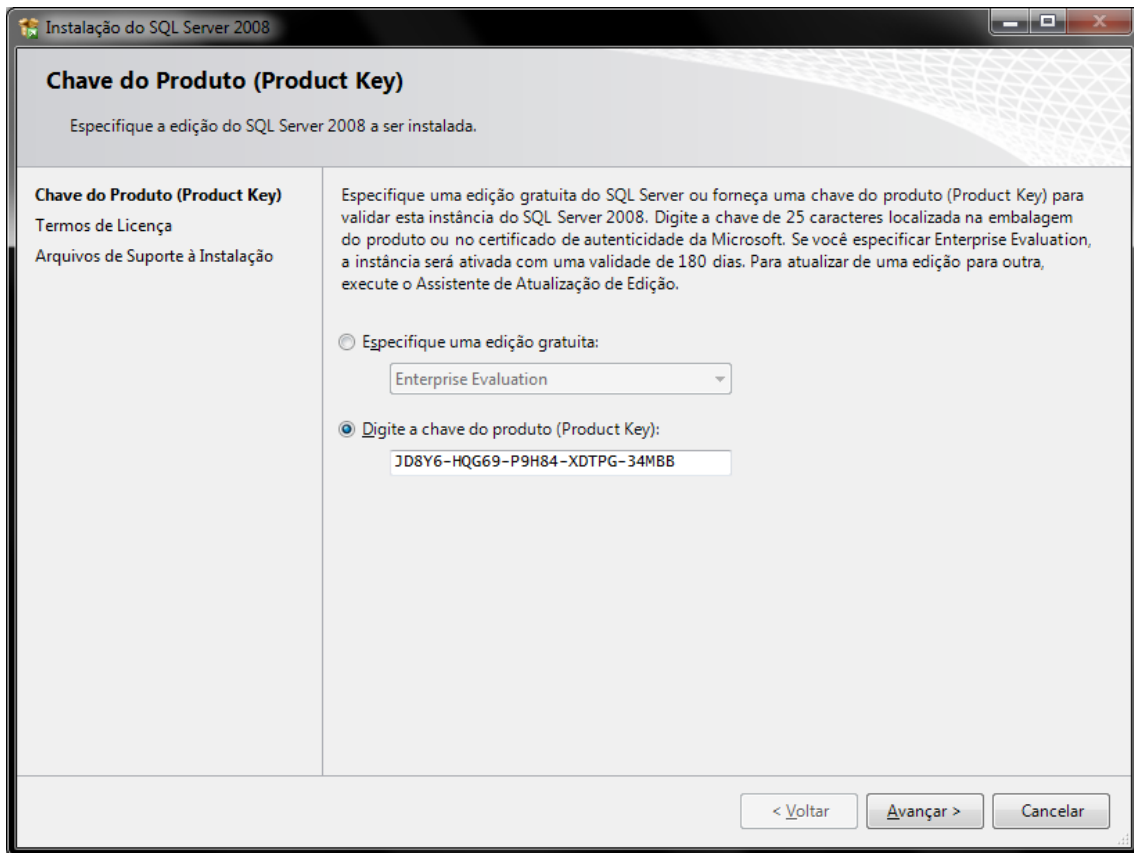 Instalação do SQL Server 2008
Chave do Produto (Product Key)
Especifique a edição do SQL Server 2008 a ser instalada.
Chave do Produto (Product Key)
Termos de Licença
Arquivos de Suporte à Instalação
Especifique uma edição gratuita do SQL Server ou forneça uma chave do produto (Product Key) para
validar esta instância do SQL Server 2008. Digite a chave de 25 caracteres localizada na embalagem
do produto ou no certificado de autenticidade da Microsoft. Se você especificar Enterprise Evaluation,
a instância será ativada com uma validade de 180 dias. Para atualizar de uma edição para outra,
execute o Assistente de Atualização de Edição.
Especifique uma edição gratuita:
Enterprise Evaluation
Digite a chave do produto (Product Key):
JD8Y6-HQG69-P9H84-XDTPG-34MBB
< Voltar
Avançar >
Cancelar